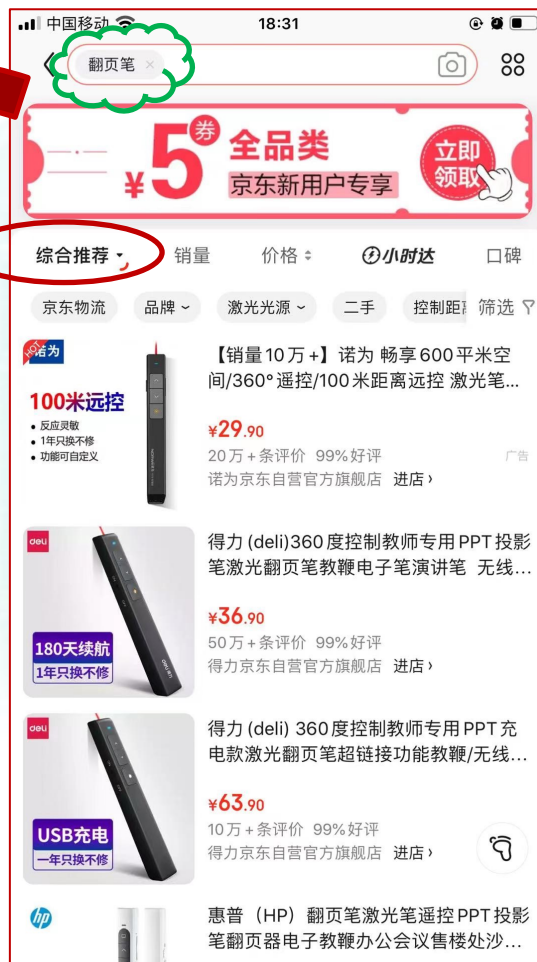 中国移动
18:31
翻页笔 ×
¥5
券
全品类
京东新用户专享
立即
领取
综合推荐 销量 价格 小时达 口碑
京东物流 品牌 激光光源 二手 控制距 筛选
HOT
诺为
100米远控
• 反应灵敏
• 1年只换不修
• 功能可自定义
【销量10万+】诺为 畅享600平米空
间/360°遥控/100米距离远控 激光笔...
¥29.90
20万+条评价 99%好评
广告
诺为京东自营官方旗舰店 进店›
deli
180天续航
1年只换不修
得力(deli)360度控制教师专用PPT投影
笔激光翻页笔教鞭电子笔演讲笔 无线...
¥36.90
50万+条评价 99%好评
得力京东自营官方旗舰店 进店›
deli
USB充电
一年只换不修
得力(deli) 360度控制教师专用PPT充
电款激光翻页笔超链接功能教鞭/无线...
¥63.90
10万+条评价 99%好评
得力京东自营官方旗舰店 进店›
hp
惠普（HP）翻页笔激光笔遥控PPT投影
笔翻页器电子教鞭办公会议售楼处沙...